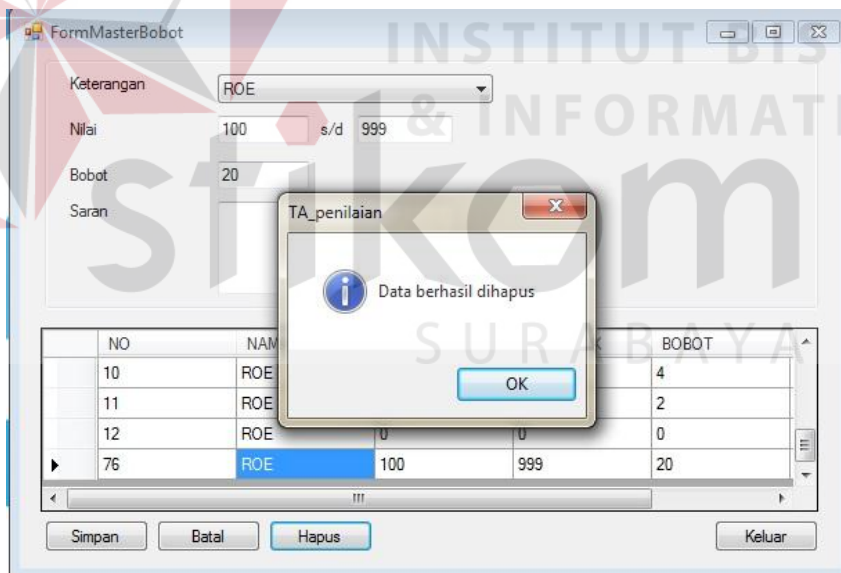 FormMasterBobot
INSTITUT BIS
& INFORMATI
stikom
SURABAYA
Keterangan ROE
Nilai 100 s/d 999
Bobot 20
Saran
TA_penilaian
Data berhasil dihapus
OK
NO BOBOT
10 ROE 4
11 ROE 2
12 ROE 0 0 0
76 ROE 100 999 20
Simpan Batal Hapus Keluar